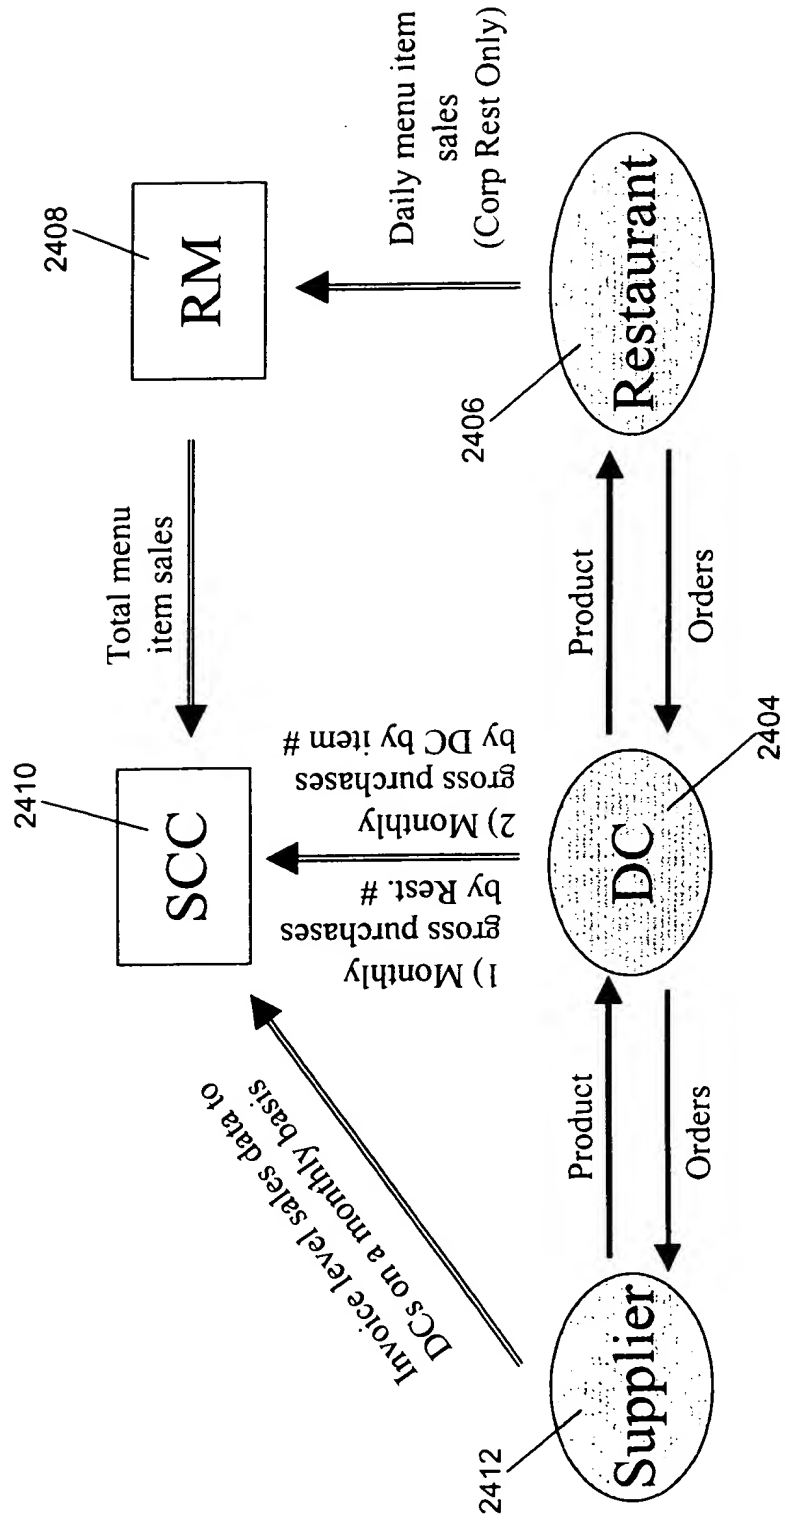 2410
SCC
Total menu
item sales
2408
RM
Invoice level sales data to
DCs on a monthly basis
1) Monthly
gross purchases
by Rest. #
2) Monthly
gross purchases
by DC by item #
Daily menu item
sales
(Corp Rest Only)
2412
Supplier
Product
Orders
DC
2404
Product
Orders
2406
Restaurant